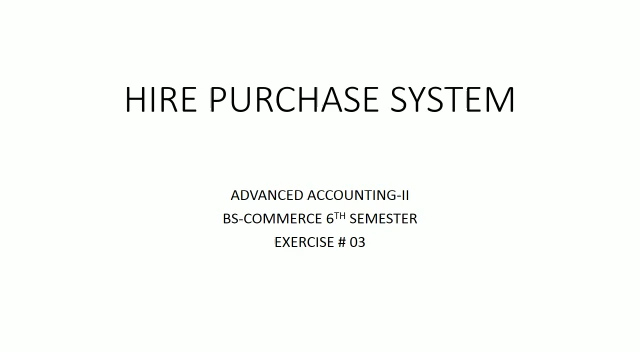 HIRE PURCHASE SYSTEM
ADVANCED ACCOUNTING-II
BS-COMMERCE 6TH SEMESTER
EXERCISE # 03